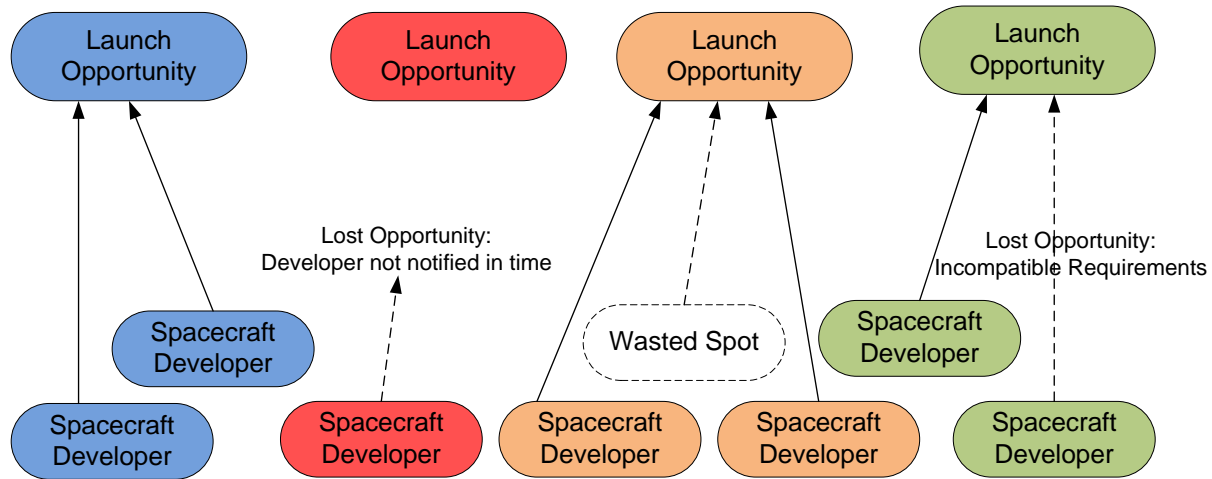 Launch
Opportunity
Launch
Opportunity
Launch
Opportunity
Launch
Opportunity
Lost Opportunity:
Developer not notified in time
Lost Opportunity:
Incompatible Requirements
Spacecraft
Developer
Wasted Spot
Spacecraft
Developer
Spacecraft
Developer
Spacecraft
Developer
Spacecraft
Developer
Spacecraft
Developer
Spacecraft
Developer